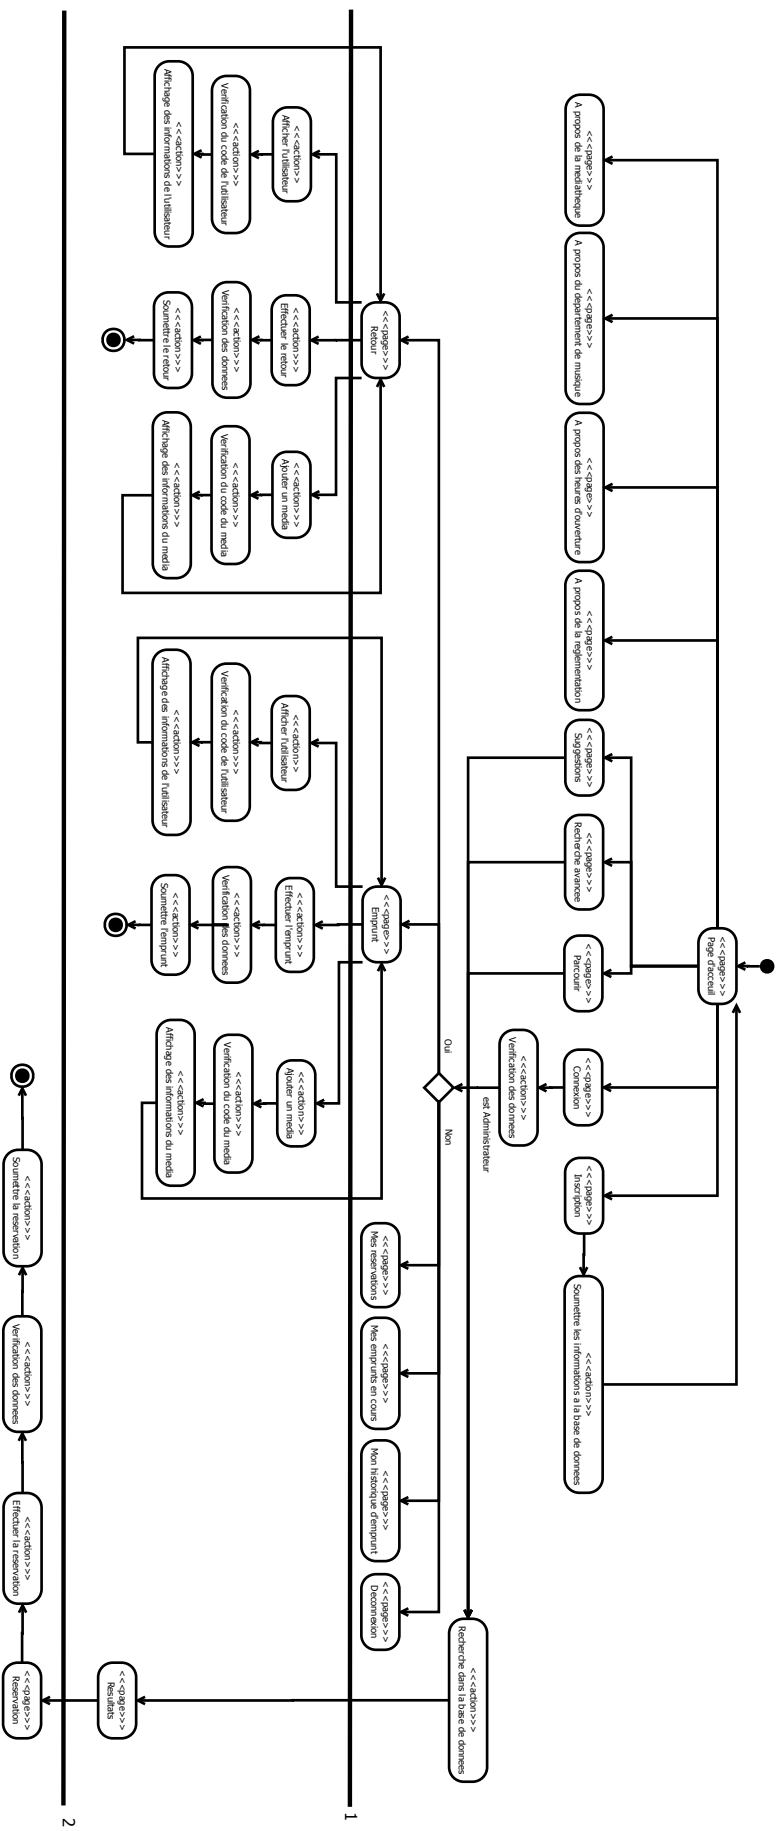 <<<page>>>
Page d'acceuil
<<<page>>>
A propos de la mediatheque
<<<page>>>
A propos du departement de musique
<<<page>>>
A propos des heures d'ouverture
<<<page>>>
A propos de la reglementation
<<<page>>>
Suggestions
<<<page>>>
Recherche avancee
<<<page>>>
Parcourir
<<<page>>>
Connexion
<<<page>>>
Inscription
<<<action>>>
Soumettre les informations a la base de donnees
<<<action>>>
Verification des donnees
est Administrateur
Oui
Non
<<<action>>>
Recherche dans la base de donnees
<<<page>>>
Retour
<<<page>>>
Emprunt
<<<page>>>
Mes reservations
<<<page>>>
Mes emprunts en cours
<<<page>>>
Mon historique d'emprunt
<<<page>>>
Deconnexion
1
<<<action>>
Afficher l'utilisateur
<<<action>>>
Effectuer le retour
<<<action>>>
Ajouter un media
<<<action>>
Afficher l'utilisateur
<<<action>>>
Effectuer l'emprunt
<<<action>>>
Ajouter un media
<<<action>>>
Verification du code de l'utilisateur
<<<action>>>
Verification des donnees
<<<action>>>
Verification du code du media
<<<action>>>
Verification du code de l'utilisateur
<<<action>>>
Verification des donnees
<<<action>>>
Verification du code du media
<<<action>>>
Affichage des informations de l'utilisateur
<<<action>>>
Soumettre le retour
<<<action>>>
Affichage des informations du media
<<<action>>>
Affichage des informations de l'utilisateur
<<<action>>>
Soumettre l'emprunt
<<<action>>>
Affichage des informations du media
<<<page>>>
Resultats
2
<<<action>>>
Soumettre la reservation
<<<action>>>
Verification des donnees
<<<action>>>
Effectuer la reservation
<<<page>>>
Reservation